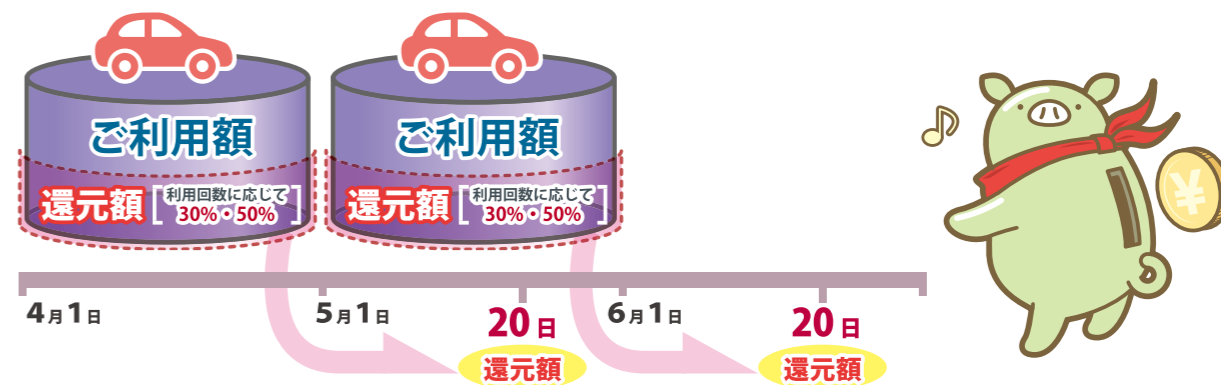 ご利用額
還元額[利用回数に応じて
30%・50%]
ご利用額
還元額[利用回数に応じて
30%・50%]
4月1日
5月1日
20日
6月1日
20日
還元額
還元額
¥